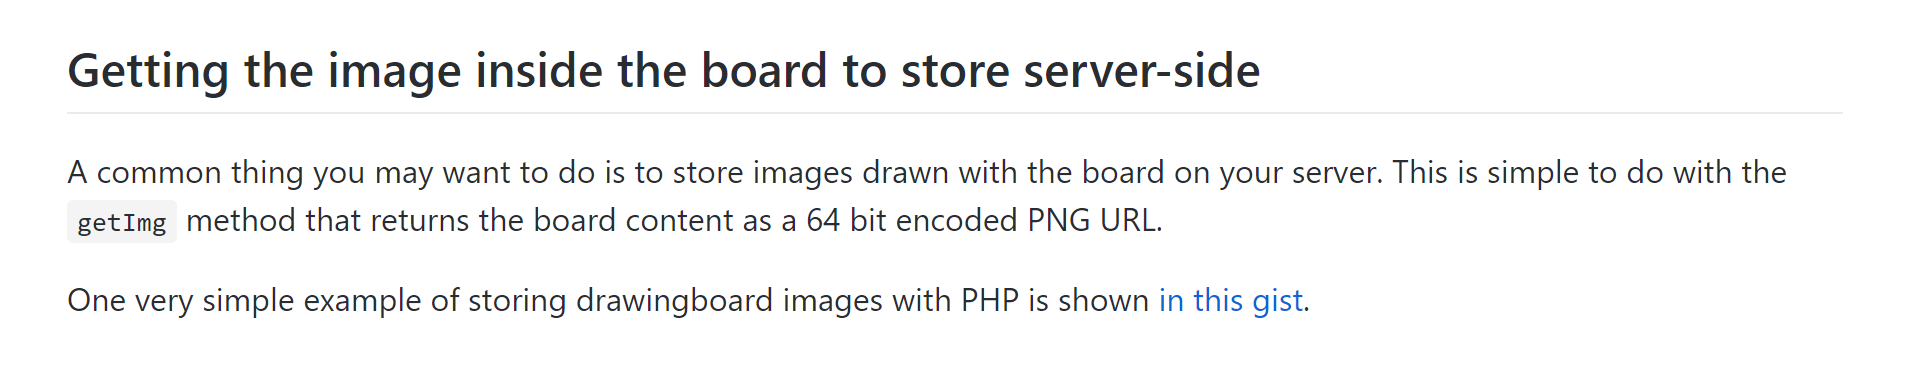 Getting the image inside the board to store server-side
A common thing you may want to do is to store images drawn with the board on your server. This is simple to do with the
getImg method that returns the board content as a 64 bit encoded PNG URL.
One very simple example of storing drawingboard images with PHP is shown in this gist.